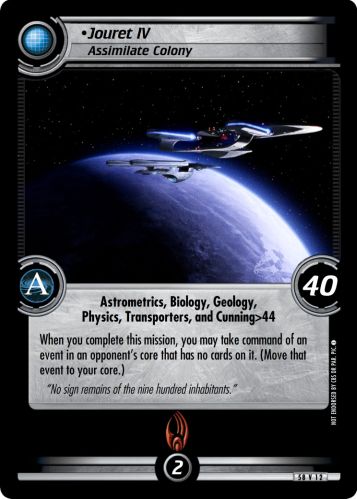 •Jouret IV
Assimilate Colony
A
40
Astrometrics, Biology, Geology,
Physics, Transporters, and Cunning>44
When you complete this mission, you may take command of an
event in an opponent's core that has no cards on it. (Move that
event to your core.)
"No sign remains of the nine hundred inhabitants."
NOT ENDORSED BY CBS OR PAR. PIC.
2
58 V 12